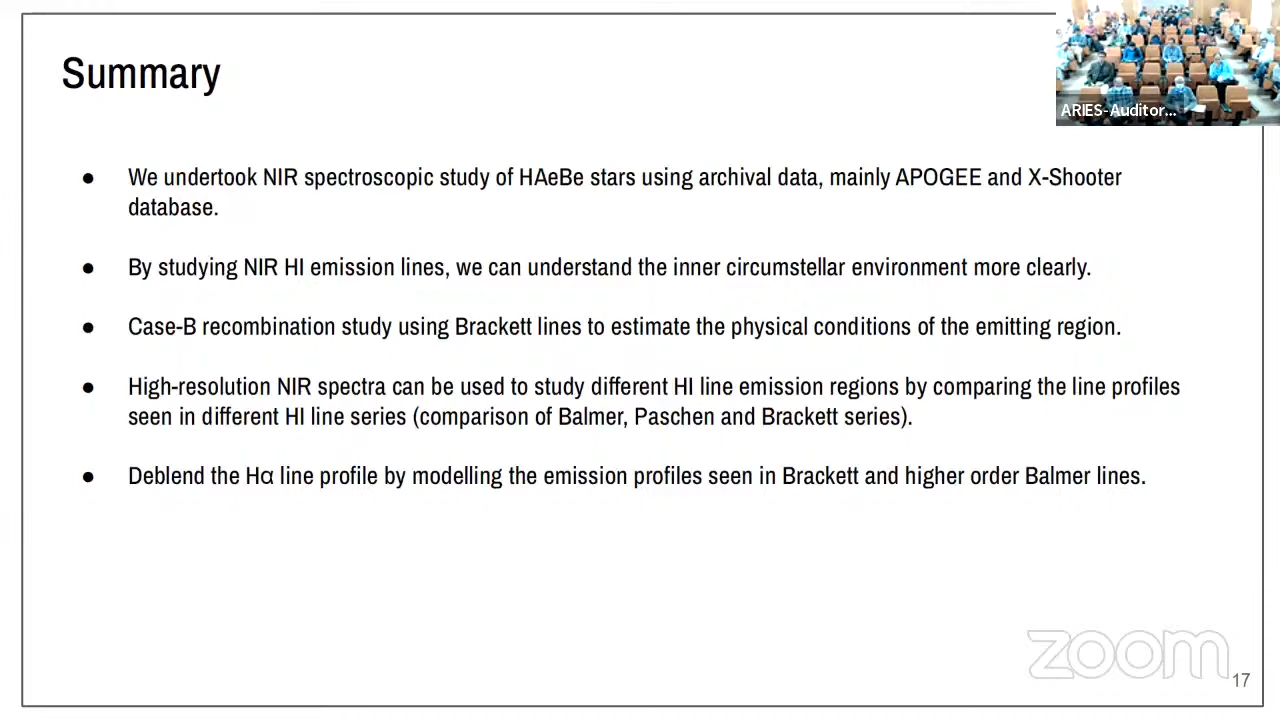 Summary
ARIES-Auditor...
● We undertook NIR spectroscopic study of HAeBe stars using archival data, mainly APOGEE and X-Shooter
database.
● By studying NIR HI emission lines, we can understand the inner circumstellar environment more clearly.
● Case-B recombination study using Brackett lines to estimate the physical conditions of the emitting region.
● High-resolution NIR spectra can be used to study different HI line emission regions by comparing the line profiles
seen in different HI line series (comparison of Balmer, Paschen and Brackett series).
● Deblend the Hα line profile by modelling the emission profiles seen in Brackett and higher order Balmer lines.
zoom
17